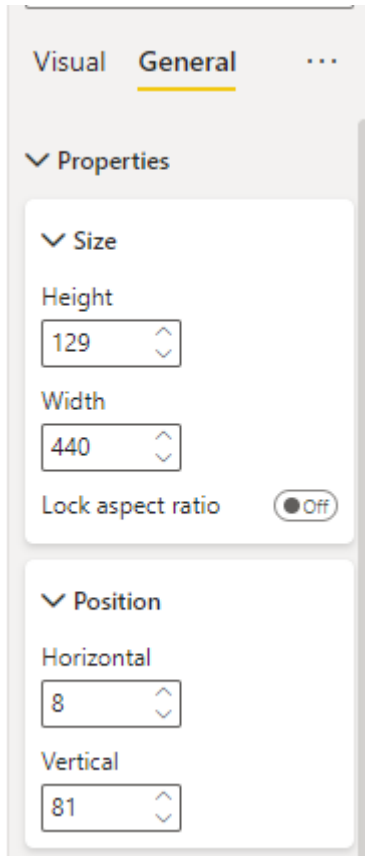 Visual General ...
Properties
Size
Height
129
Width
440
Lock aspect ratio Off
Position
Horizontal
8
Vertical
81